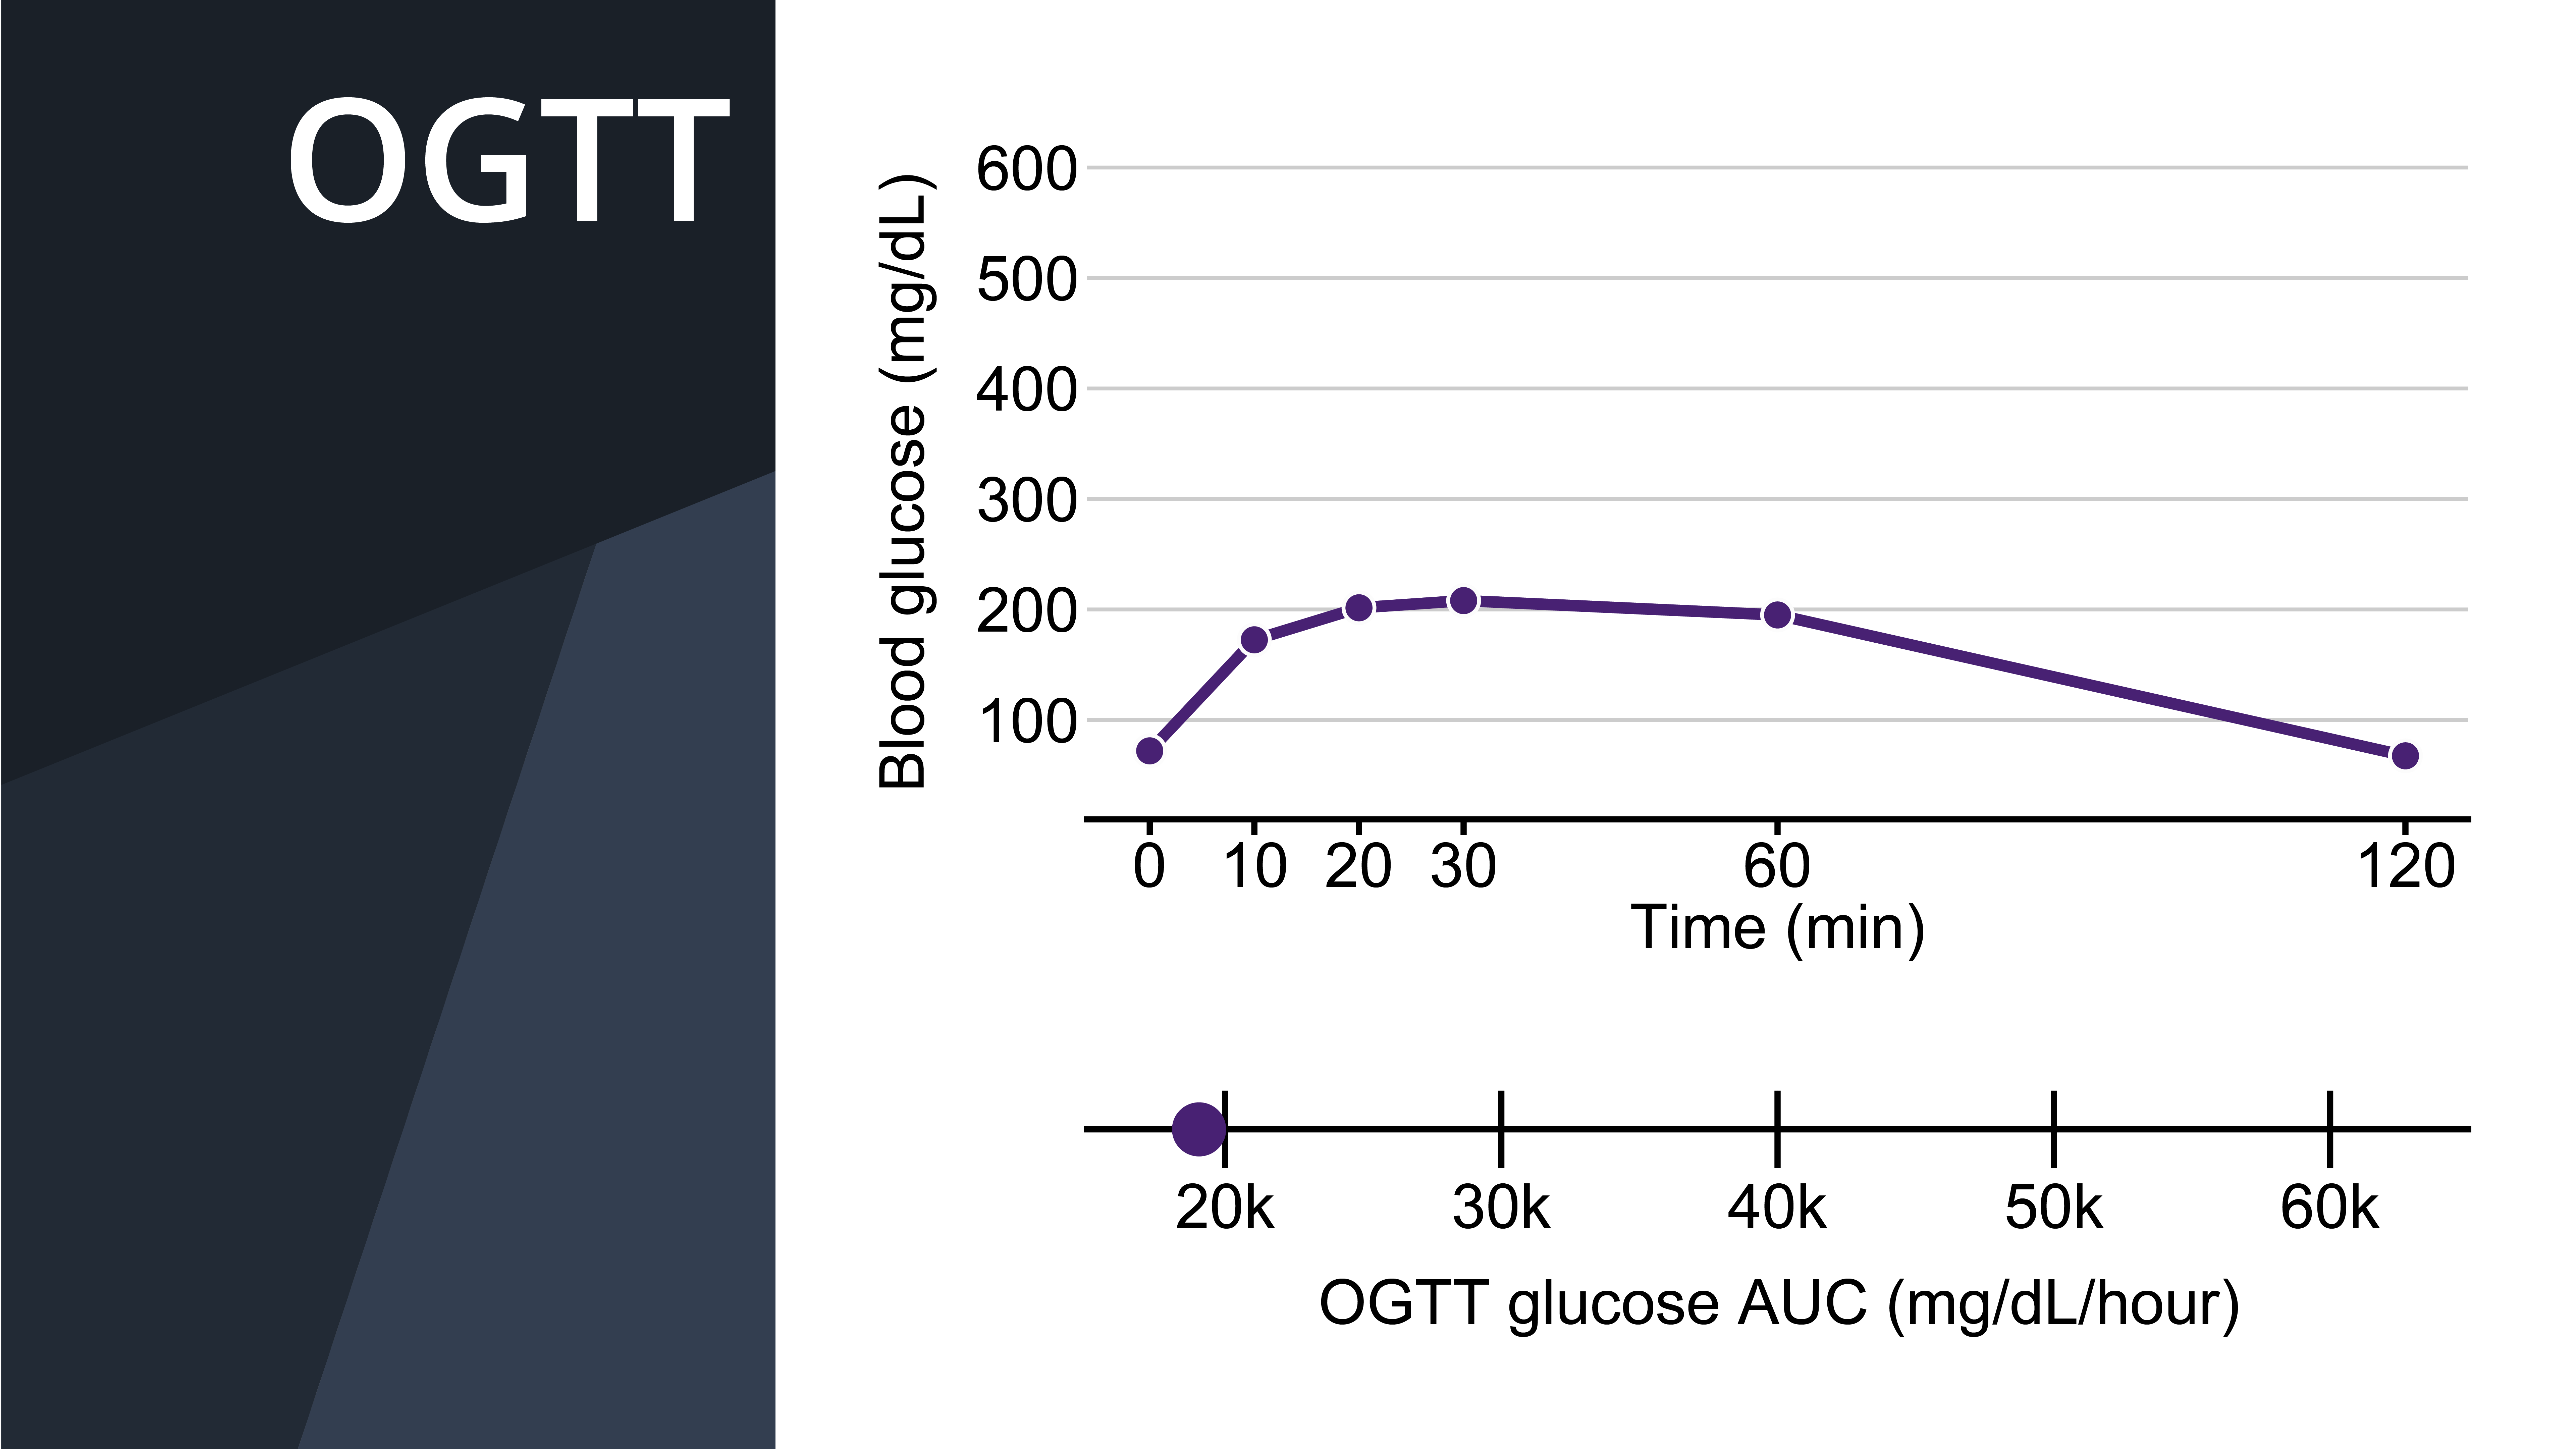 OGTT
Blood glucose (mg/dL)
600
500
400
300
200
100
0 10 20 30 60 120
Time (min)
20k 30k 40k 50k 60k
OGTT glucose AUC (mg/dL/hour)